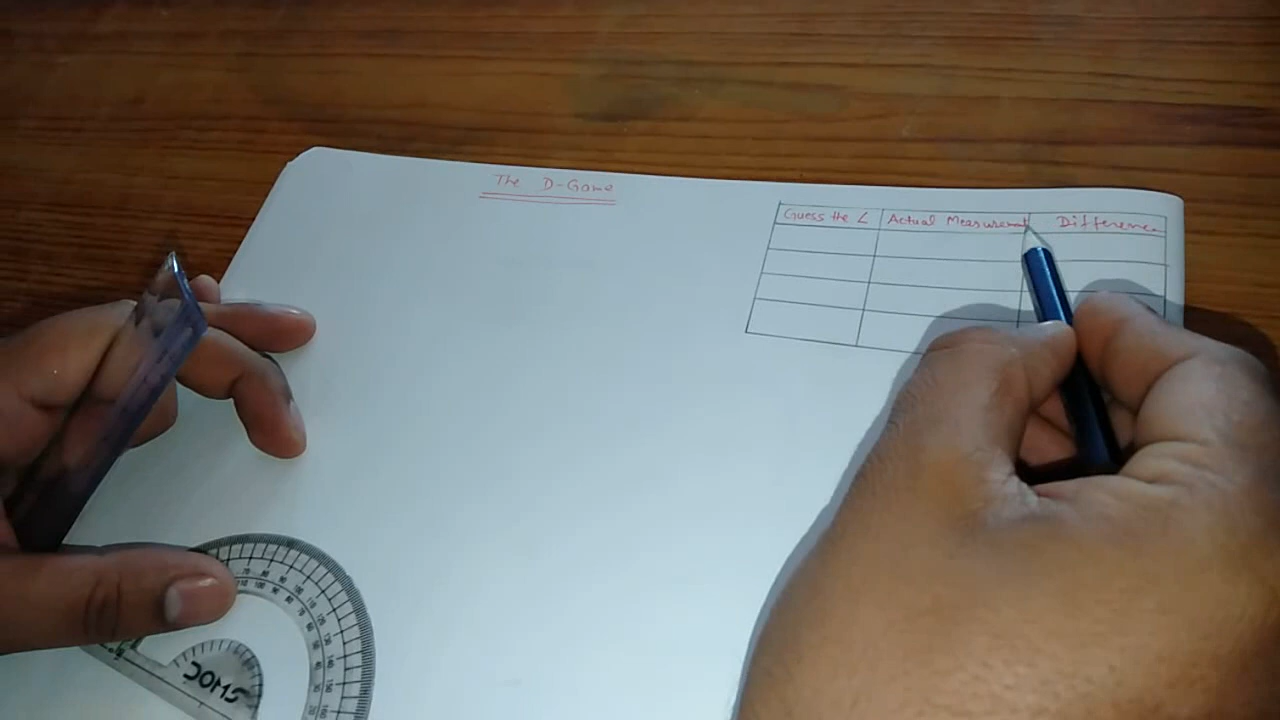 The D-Game
Guess the ∠ Actual Measurement Difference
DOMS